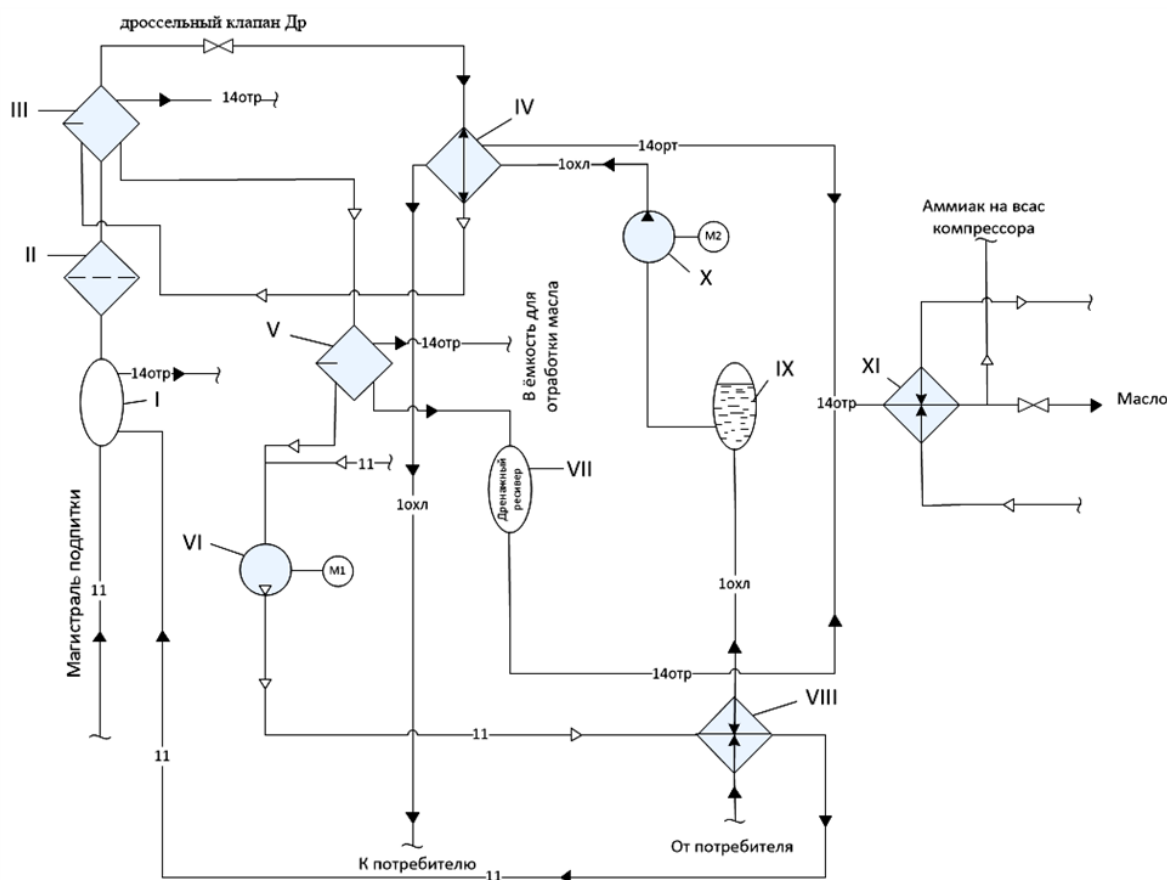 дроссельный клапан Др
III
14отр
IV
14орт
1охл
Аммиак на всас
компрессора
M2
X
II
V
14отр
В ёмкость для
отработки масла
IX
XI
14отр
Масло
14отр
I
11
Дренажный
ресивер
VII
1охл
VI
M1
1охл
Магистраль подпитки
11
14отр
VIII
11
11
От потребителя
К потребителю
11